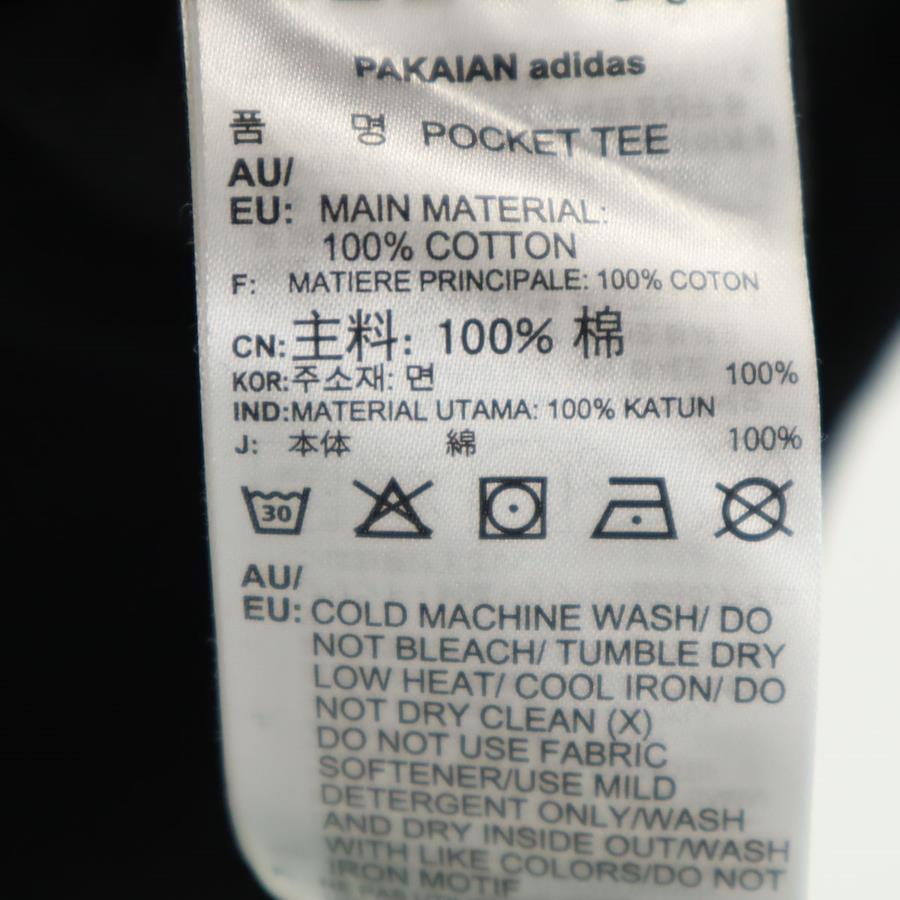 PAKAIAN adidas
품 명 POCKET TEE
AU/
EU: MAIN MATERIAL:
100% COTTON
F: MATIERE PRINCIPALE: 100% COTON
CN: 主料: 100% 棉
KOR: 주소재: 면 100%
IND: MATERIAL UTAMA: 100% KATUN
J: 本体 綿 100%
30
AU/
EU: COLD MACHINE WASH/ DO
NOT BLEACH/ TUMBLE DRY
LOW HEAT/ COOL IRON/ DO
NOT DRY CLEAN (X)
DO NOT USE FABRIC
SOFTENER/USE MILD
DETERGENT ONLY/WASH
AND DRY INSIDE OUT/WASH
WITH LIKE COLORS/DO NOT
IRON MOTIF